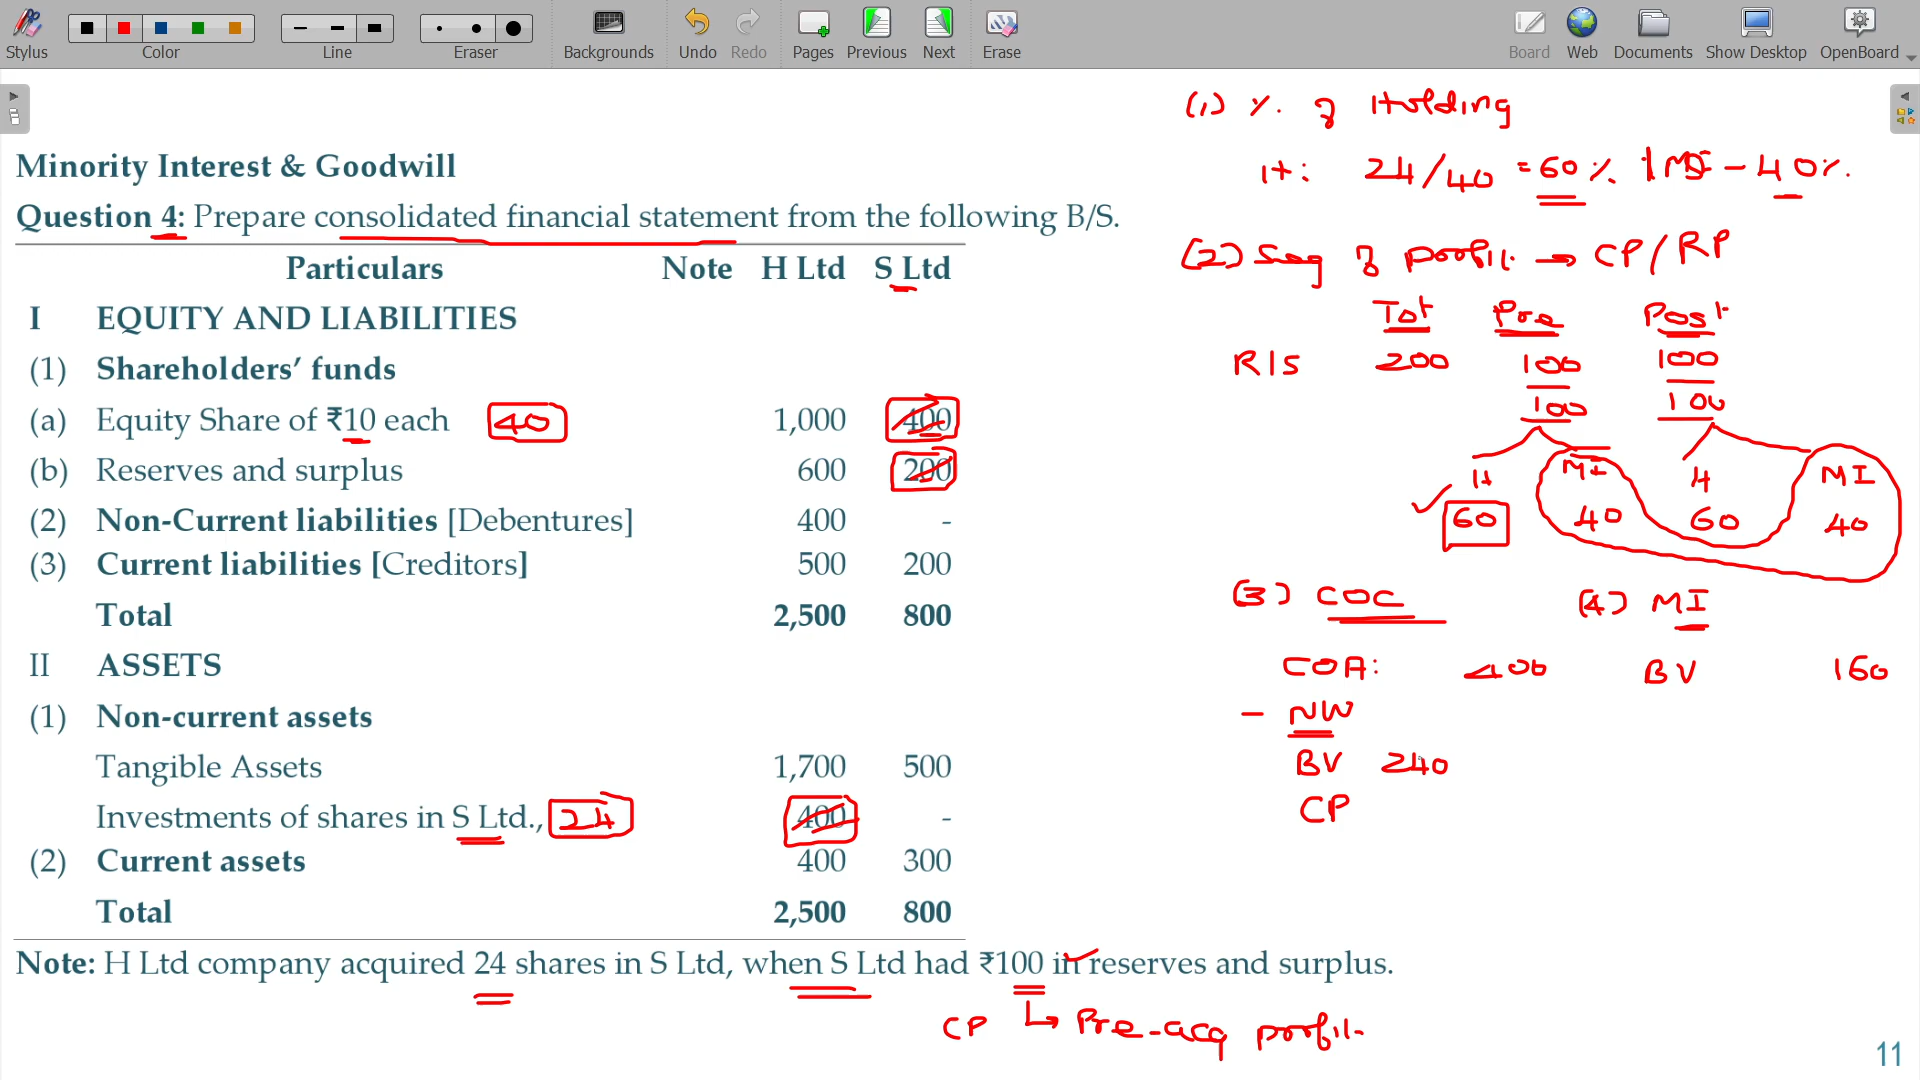 Stylus Color Line Eraser Backgrounds Undo Redo Pages Previous Next Erase Board Web Documents Show Desktop OpenBoard
Minority Interest & Goodwill
Question 4: Prepare consolidated financial statement from the following B/S.
Particulars Note H Ltd S Ltd
I EQUITY AND LIABILITIES
(1) Shareholders’ funds
(a) Equity Share of ₹10 each 40 1,000 400
(b) Reserves and surplus 600 200
(2) Non-Current liabilities [Debentures] 400 -
(3) Current liabilities [Creditors] 500 200
Total 2,500 800
II ASSETS
(1) Non-current assets
Tangible Assets 1,700 500
Investments of shares in S Ltd., 24 400 -
(2) Current assets 400 300
Total 2,500 800
Note: H Ltd company acquired 24 shares in S Ltd, when S Ltd had ₹100 in reserves and surplus.
CP Pre-acq profit
(1) % of Holding
H: 24/40 = 60% | MI - 40%
(2) Seg of profit → CP/RP
Tot Pre Post
R/S 200 100 100
100 100
H MI H MI
60 40 60 40
(3) COC (4) MI
COA: 400 BV 160
- NW
BV 240
CP
11